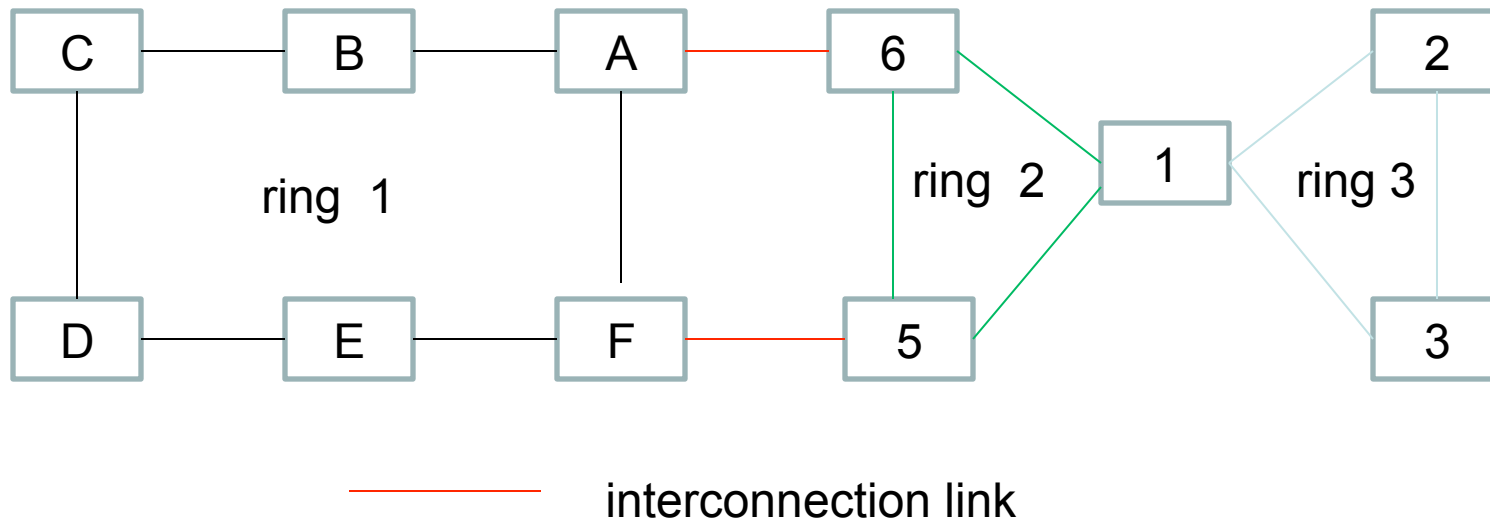 C B A 6 2
1
ring 1 ring 2 ring 3
D E F 5 3
interconnection link